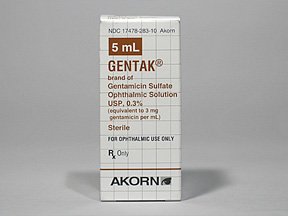 NDC 17478-283-10 Akorn
5 mL
GENTAK®
brand of
Gentamicin Sulfate
Ophthalmic Solution
USP, 0.3%
(equivalent to 3 mg
gentamicin per mL)
Sterile
FOR OPHTHALMIC USE ONLY
Rx Only
AKORN